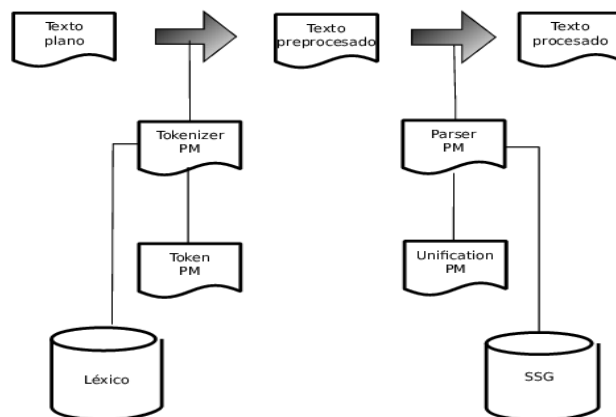 Texto
plano
Texto
preprocesado
Texto
procesado
Tokenizer
PM
Parser
PM
Token
PM
Unification
PM
Léxico
SSG